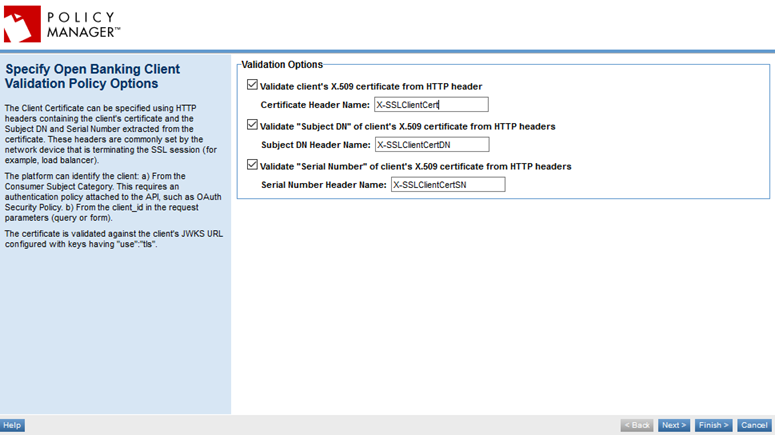 POLICY
MANAGER™
Specify Open Banking Client
Validation Policy Options
The Client Certificate can be specified using HTTP
headers containing the client's certificate and the
Subject DN and Serial Number extracted from the
certificate. These headers are commonly set by the
network device that is terminating the SSL session (for
example, load balancer).
The platform can identify the client: a) From the
Consumer Subject Category. This requires an
authentication policy attached to the API, such as OAuth
Security Policy. b) From the client_id in the request
parameters (query or form).
The certificate is validated against the client's JWKS URL
configured with keys having "use":"tls".
Validation Options
Validate client's X.509 certificate from HTTP header
Certificate Header Name: X-SSLClientCert
Validate "Subject DN" of client's X.509 certificate from HTTP headers
Subject DN Header Name: X-SSLClientCertDN
Validate "Serial Number" of client's X.509 certificate from HTTP headers
Serial Number Header Name: X-SSLClientCertSN
Help
< Back
Next >
Finish >
Cancel